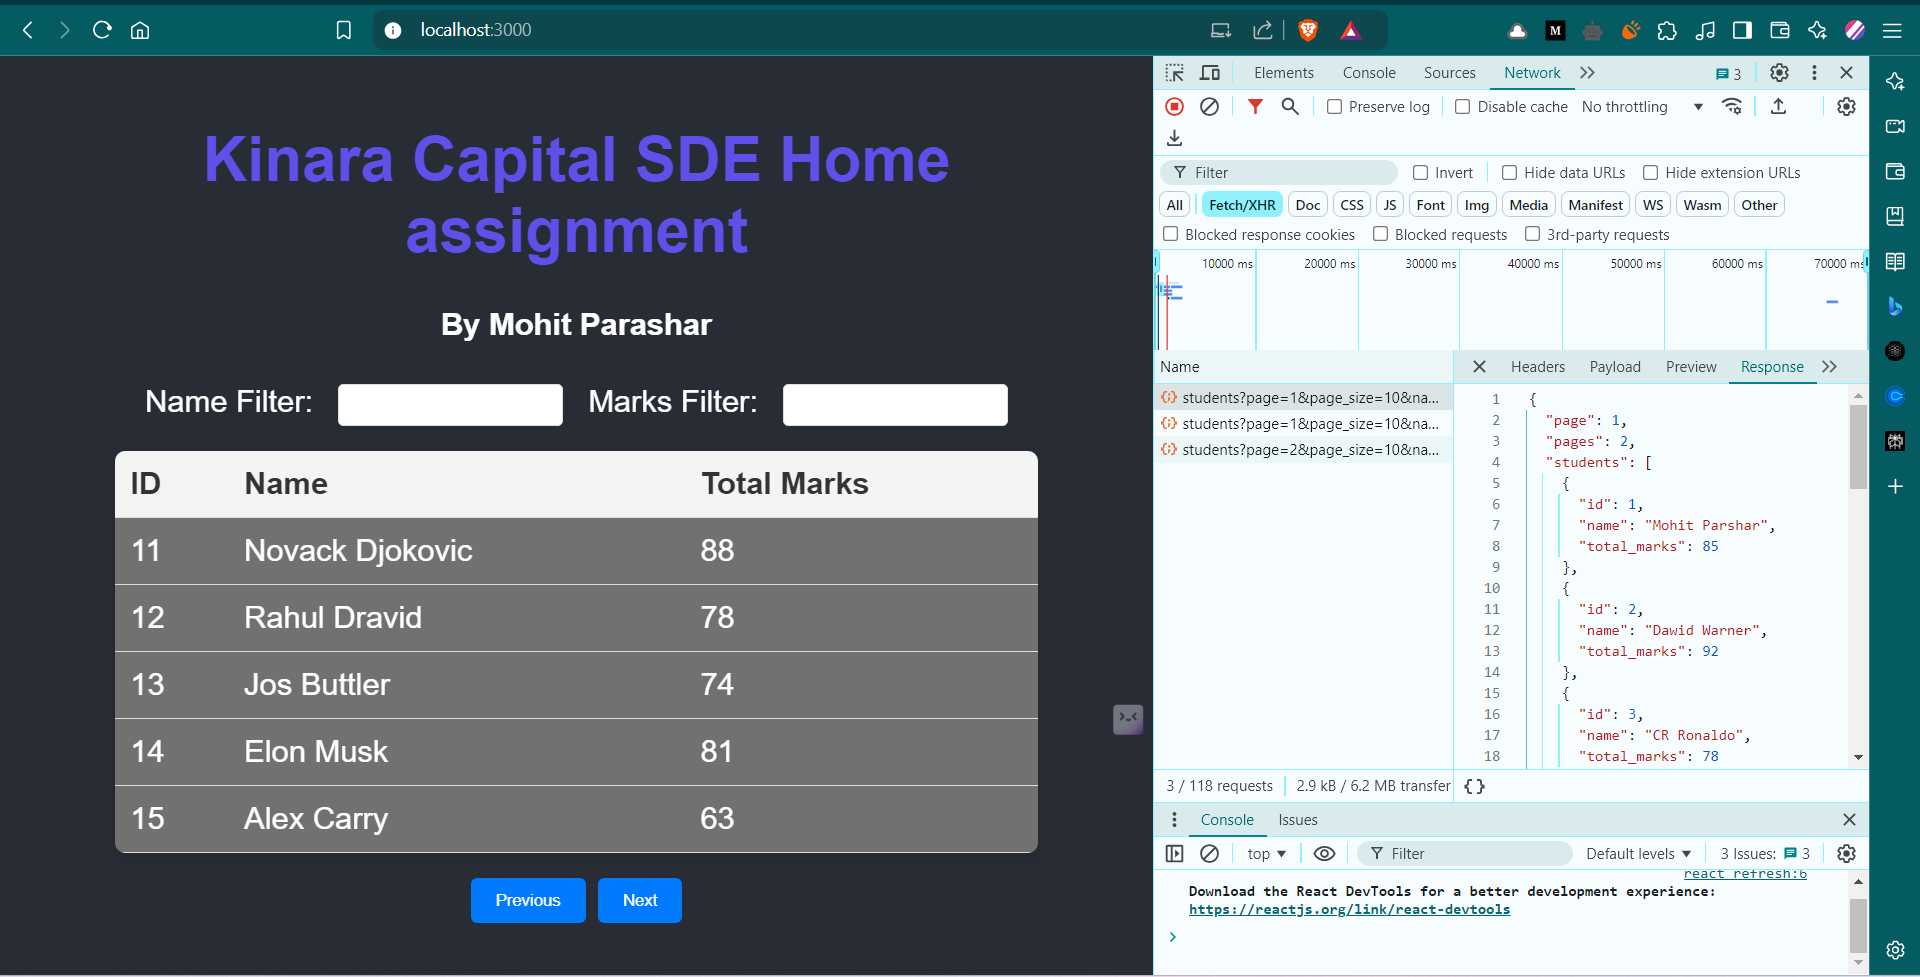 localhost:3000
M
Kinara Capital SDE Home
assignment
By Mohit Parashar
Name Filter:
Marks Filter:
ID Name Total Marks
11 Novack Djokovic 88
12 Rahul Dravid 78
13 Jos Buttler 74
14 Elon Musk 81
15 Alex Carry 63
Previous Next
Elements Console Sources Network 3
Preserve log Disable cache No throttling
Filter Invert Hide data URLs Hide extension URLs
All Fetch/XHR Doc CSS JS Font Img Media Manifest WS Wasm Other
Blocked response cookies Blocked requests 3rd-party requests
10000 ms 20000 ms 30000 ms 40000 ms 50000 ms 60000 ms 70000 ms
Name
students?page=1&page_size=10&na...
students?page=1&page_size=10&na...
students?page=2&page_size=10&na...
Headers Payload Preview Response
1 {
2 "page": 1,
3 "pages": 2,
4 "students": [
5 {
6 "id": 1,
7 "name": "Mohit Parshar",
8 "total_marks": 85
9 },
10 {
11 "id": 2,
12 "name": "Dawid Warner",
13 "total_marks": 92
14 },
15 {
16 "id": 3,
17 "name": "CR Ronaldo",
18 "total_marks": 78
3 / 118 requests 2.9 kB / 6.2 MB transfer { }
Console Issues
top Filter Default levels 3 Issues: 3
react refresh:6
Download the React DevTools for a better development experience:
https://reactjs.org/link/react-devtools